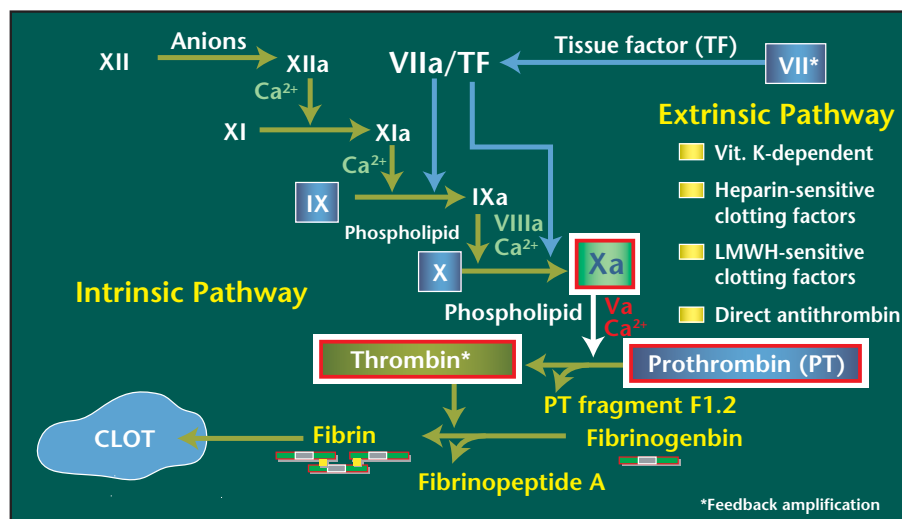 XII
Anions
XIIa
Ca²⁺
VIIa/TF
Tissue factor (TF)
VII*
Extrinsic Pathway
XI
XIa
Ca²⁺
Vit. K-dependent
IX
IXa
Heparin-sensitive
clotting factors
Phospholipid
VIIIa
Ca²⁺
X
Xa
LMWH-sensitive
clotting factors
Intrinsic Pathway
Phospholipid
Va
Ca²⁺
Direct antithrombin
Thrombin*
Prothrombin (PT)
PT fragment F1.2
CLOT
Fibrin
Fibrinogenbin
Fibrinopeptide A
*Feedback amplification